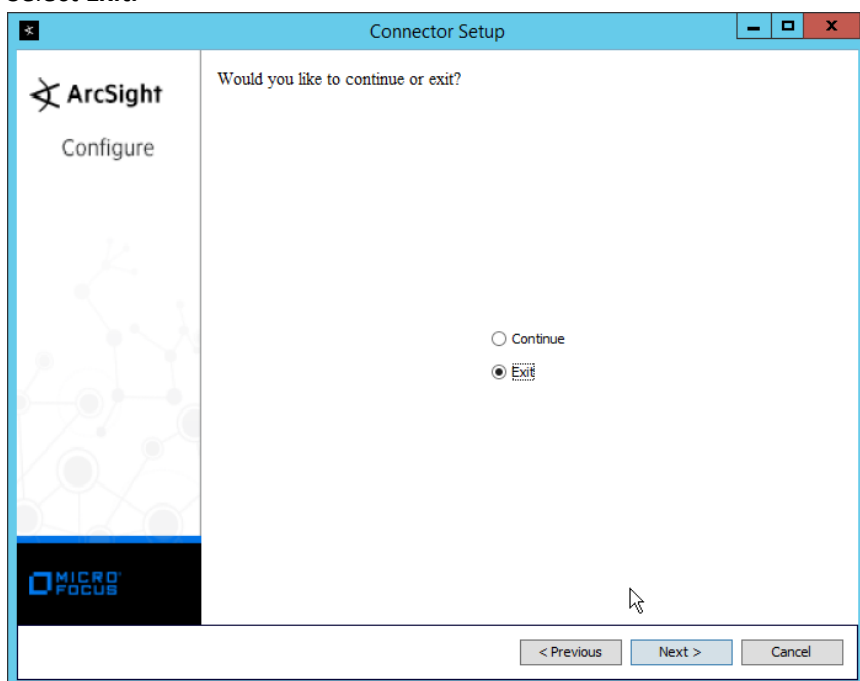 Select Exit.
Connector Setup
ArcSight
Configure
Would you like to continue or exit?
Continue
Exit
MICRO
FOCUS
< Previous
Next >
Cancel